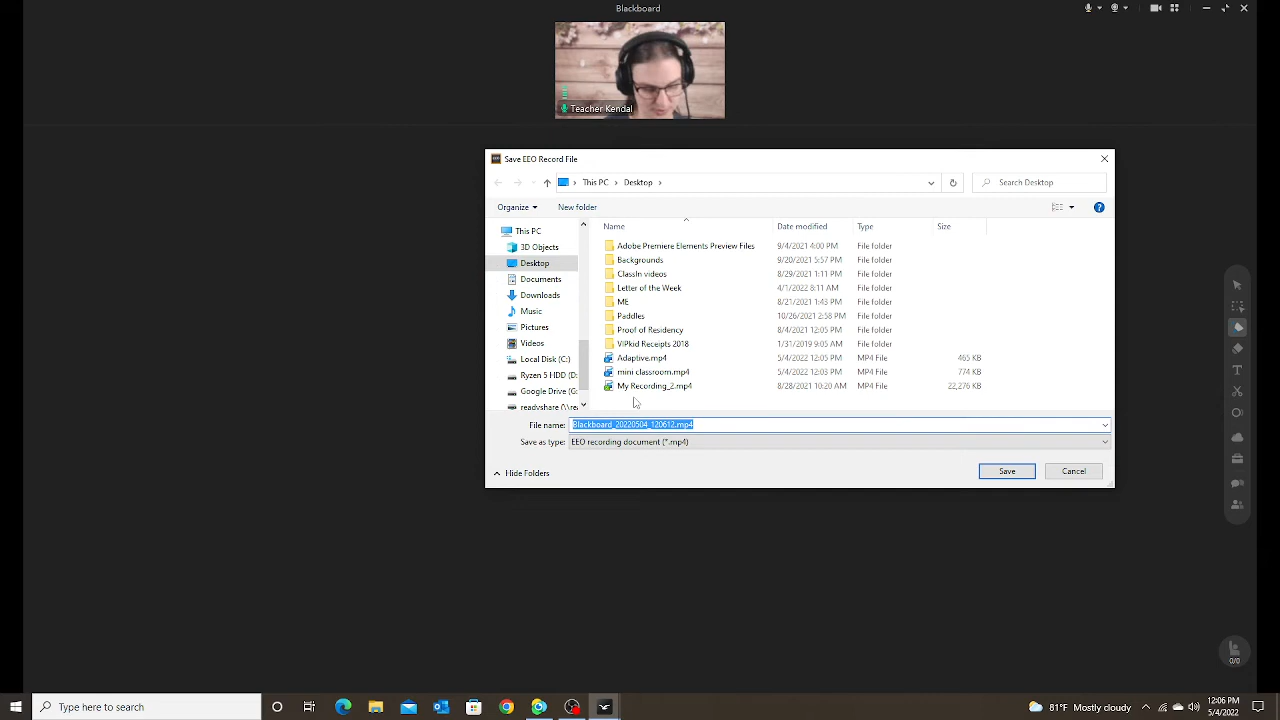 Blackboard
Teacher Kendal
Save EEO Record File
This PC
Desktop
Search Desktop
Organize
New folder
This PC
3D Objects
Desktop
Documents
Downloads
Music
Pictures
Videos
Local Disk (C:)
Ryzen 5 HDD (D:
Google Drive (G:
readyshare (\\rea
Name Date modified Type Size
Adobe Premiere Elements Preview Files 9/4/2021 4:00 PM File folder
Backgrounds 9/20/2021 5:57 PM File folder
ClassIn videos 8/29/2021 1:11 PM File folder
Letter of the Week 4/1/2022 8:11 AM File folder
ME 8/21/2021 1:43 PM File folder
Paddles 10/26/2021 2:58 PM File folder
Proof of Residency 8/4/2021 12:05 PM File folder
VIPkid Receipts 2018 1/31/2019 9:05 AM File folder
Adaptive.mp4 5/4/2022 12:05 PM MP4 File 465 KB
mini classroom.mp4 5/4/2022 12:03 PM MP4 File 774 KB
My Recording_2.mp4 8/28/2021 10:20 AM MP4 File 22,276 KB
File name: Blackboard_20220504_120612.mp4
Save as type: EEO recording document (*.mp4)
Hide Folders
Save
Cancel
0/0
Type here to search
81°F Mostly cloudy
12:06 PM
5/4/2022